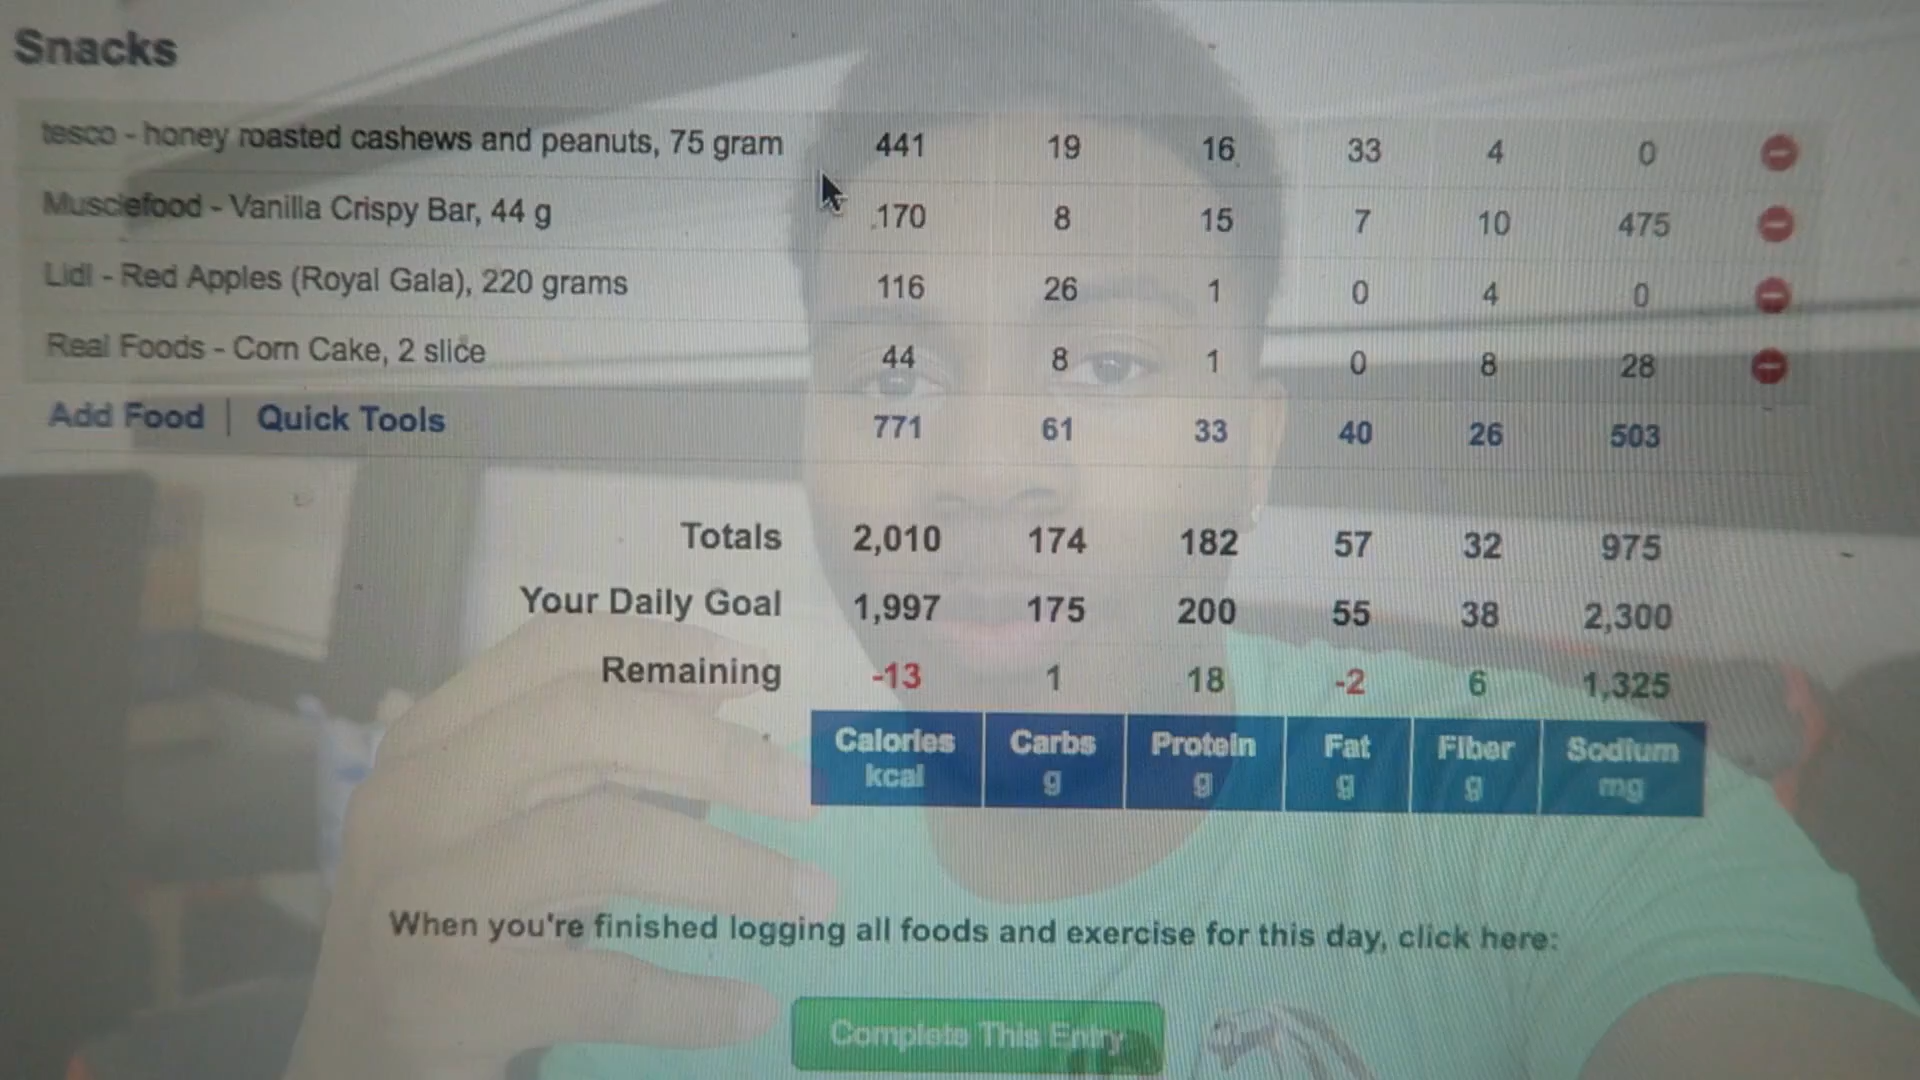 Snacks
tesco - honey roasted cashews and peanuts, 75 gram 441 19 16 33 4 0
Musclefood - Vanilla Crispy Bar, 44 g 170 8 15 7 10 475
Lidl - Red Apples (Royal Gala), 220 grams 116 26 1 0 4 0
Real Foods - Corn Cake, 2 slice 44 8 1 0 8 28
Add Food | Quick Tools 771 61 33 40 26 503
Totals 2,010 174 182 57 32 975
Your Daily Goal 1,997 175 200 55 38 2,300
Remaining -13 1 18 -2 6 1,325
Calories Carbs Protein Fat Fiber Sodium
kcal g g g g mg
When you're finished logging all foods and exercise for this day, click here:
Complete This Entry